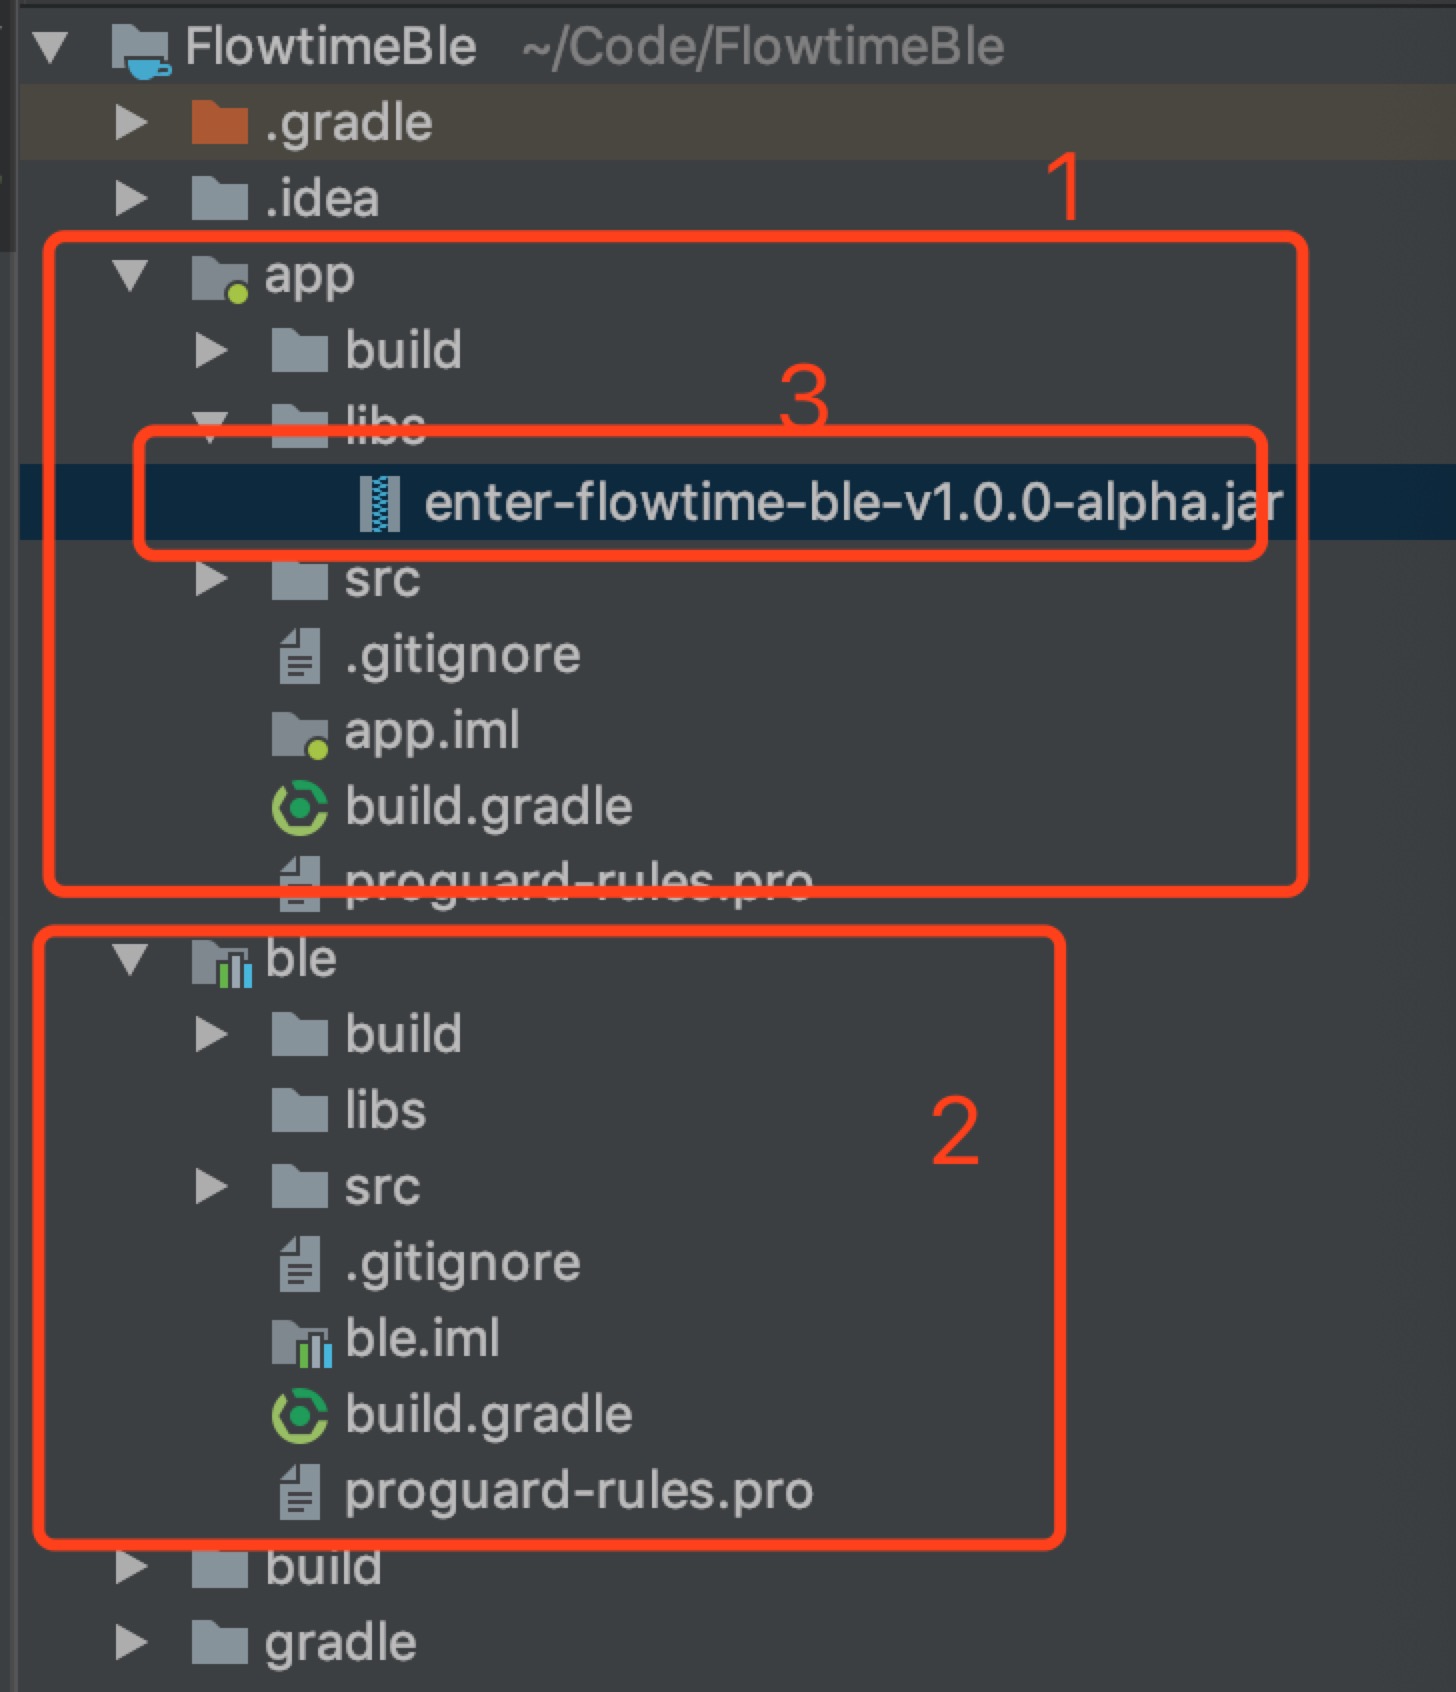 FlowtimeBle ~/Code/FlowtimeBle
.gradle
.idea
1
app
build
3
libs
enter-flowtime-ble-v1.0.0-alpha.jar
src
.gitignore
app.iml
build.gradle
proguard-rules.pro
ble
build
libs
2
src
.gitignore
ble.iml
build.gradle
proguard-rules.pro
build
gradle